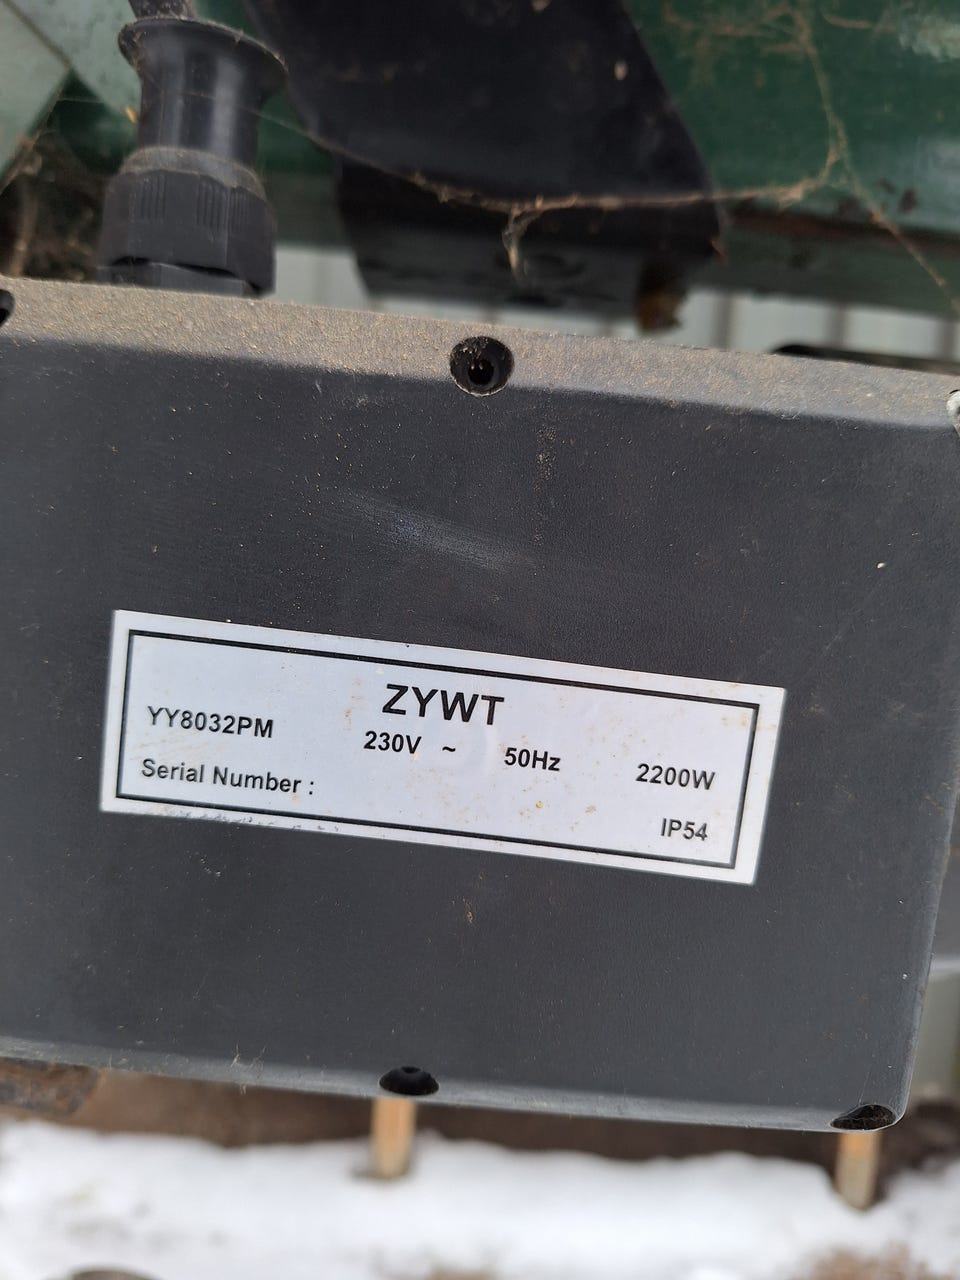 ZYWT
YY8032PM 230V ~ 50Hz 2200W
Serial Number :
IP54